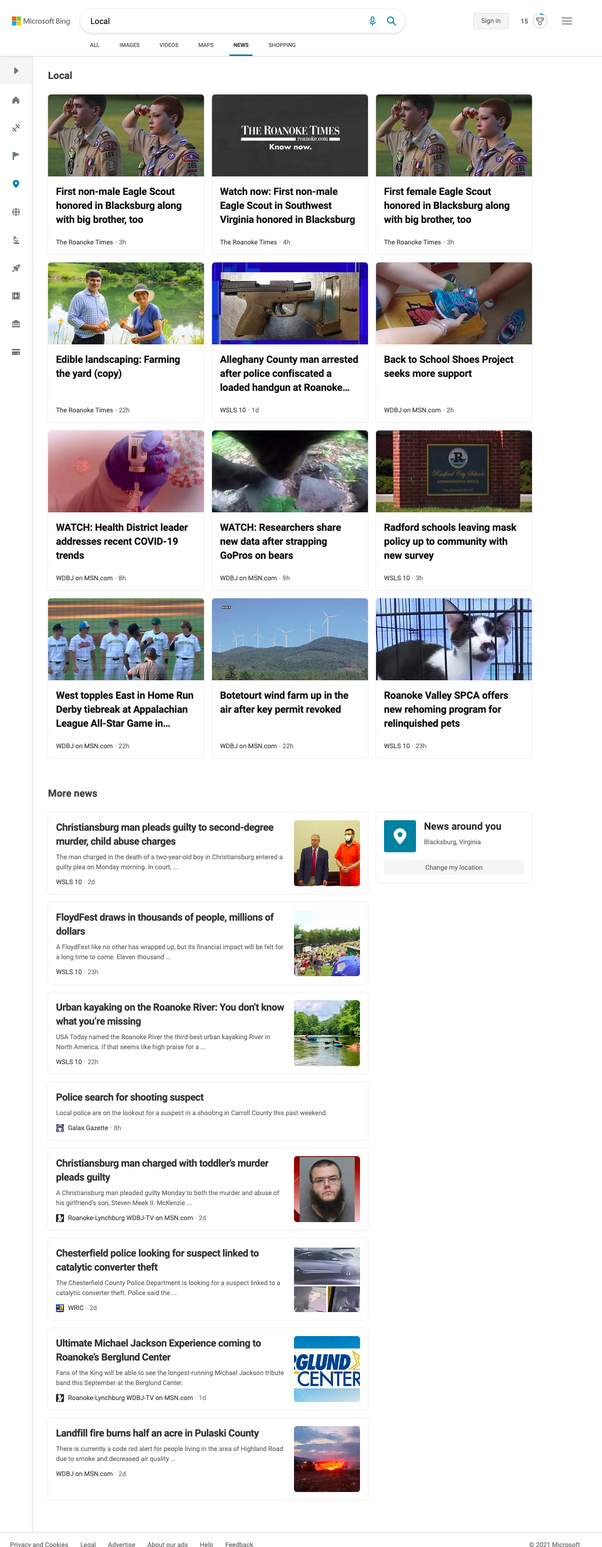 Microsoft Bing
Local
Sign in
15
ALL
IMAGES
VIDEOS
MAPS
NEWS
SHOPPING
Local
First non-male Eagle Scout
honored in Blacksburg along
with big brother, too
The Roanoke Times · 3h
THE ROANOKE TIMES
roanoke.com
Know now.
Watch now: First non-male
Eagle Scout in Southwest
Virginia honored in Blacksburg
The Roanoke Times · 4h
First female Eagle Scout
honored in Blacksburg along
with big brother, too
The Roanoke Times · 3h
Edible landscaping: Farming
the yard (copy)
The Roanoke Times · 22h
Alleghany County man arrested
after police confiscated a
loaded handgun at Roanoke...
WSLS 10 · 1d
Back to School Shoes Project
seeks more support
WDBJ on MSN.com · 2h
WATCH: Health District leader
addresses recent COVID-19
trends
WDBJ on MSN.com · 8h
WATCH: Researchers share
new data after strapping
GoPros on bears
WDBJ on MSN.com · 9h
R
Radford City Schools
Radford schools leaving mask
policy up to community with
new survey
WSLS 10 · 3h
West topples East in Home Run
Derby tiebreak at Appalachian
League All-Star Game in...
WDBJ on MSN.com · 22h
Botetourt wind farm up in the
air after key permit revoked
WDBJ on MSN.com · 22h
Roanoke Valley SPCA offers
new rehoming program for
relinquished pets
WSLS 10 · 23h
More news
Christiansburg man pleads guilty to second-degree
murder, child abuse charges
The man charged in the death of a two-year-old boy in Christiansburg entered a
guilty plea on Monday morning. In court, ...
WSLS 10 · 2d
News around you
Blacksburg, Virginia
Change my location
FloydFest draws in thousands of people, millions of
dollars
A FloydFest like no other has wrapped up, but its financial impact will be felt for
a long time to come. Eleven thousand ...
WSLS 10 · 23h
Urban kayaking on the Roanoke River: You don’t know
what you’re missing
USA Today named the Roanoke River the third-best urban kayaking River in
North America. If that seems like high praise for a ...
WSLS 10 · 22h
Police search for shooting suspect
Local police are on the lookout for a suspect in a shooting in Carroll County this past weekend.
Galax Gazette · 8h
Christiansburg man charged with toddler’s murder
pleads guilty
A Christiansburg man pleaded guilty Monday to both the murder and abuse of
his girlfriend’s son, Steven Meek II. McKenzie ...
Roanoke-Lynchburg WDBJ-TV on MSN.com · 2d
Chesterfield police looking for suspect linked to
catalytic converter theft
The Chesterfield County Police Department is looking for a suspect linked to a
catalytic converter theft. Police said the ...
WRIC · 2d
Ultimate Michael Jackson Experience coming to
Roanoke’s Berglund Center
Fans of the King will be able to see the longest-running Michael Jackson tribute
band this September at the Berglund Center.
Roanoke-Lynchburg WDBJ-TV on MSN.com · 1d
RGLUND
CENTER
Landfill fire burns half an acre in Pulaski County
There is currently a code red alert for people living in the area of Highland Road
due to smoke and decreased air quality ...
WDBJ on MSN.com · 2d
Privacy and Cookies
Legal
Advertise
About our ads
Help
Feedback
© 2021 Microsoft